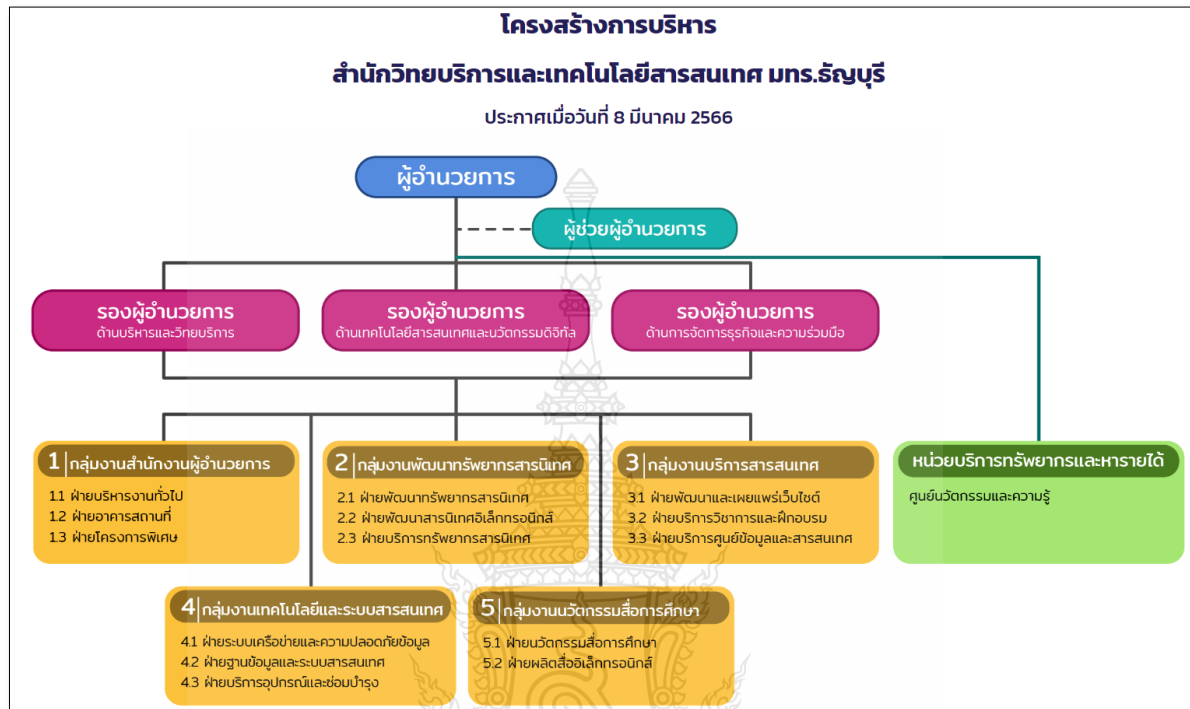 โครงสร้างการบริหาร
สำนักวิทยบริการและเทคโนโลยีสารสนเทศ มทร.ธัญบุรี
ประกาศเมื่อวันที่ 8 มีนาคม 2566
ผู้อำนวยการ
ผู้ช่วยผู้อำนวยการ
รองผู้อำนวยการ
ด้านบริหารและวิทยบริการ
รองผู้อำนวยการ
ด้านเทคโนโลยีสารสนเทศและนวัตกรรมดิจิทัล
รองผู้อำนวยการ
ด้านการจัดการธุรกิจและความร่วมมือ
1 กลุ่มงานสำนักงานผู้อำนวยการ
1.1 ฝ่ายบริหารงานทั่วไป
1.2 ฝ่ายอาคารสถานที่
1.3 ฝ่ายโครงการพิเศษ
2 กลุ่มงานพัฒนาทรัพยากรสารนิเทศ
2.1 ฝ่ายพัฒนาทรัพยากรสารนิเทศ
2.2 ฝ่ายพัฒนาสารนิเทศอิเล็กทรอนิกส์
2.3 ฝ่ายบริการทรัพยากรสารนิเทศ
3 กลุ่มงานบริการสารสนเทศ
3.1 ฝ่ายพัฒนาและเผยแพร่เว็บไซต์
3.2 ฝ่ายบริการวิชาการและฝึกอบรม
3.3 ฝ่ายบริการศูนย์ข้อมูลและสารสนเทศ
หน่วยบริการทรัพยากรและหารายได้
ศูนย์นวัตกรรมและความรู้
4 กลุ่มงานเทคโนโลยีและระบบสารสนเทศ
4.1 ฝ่ายระบบเครือข่ายและความปลอดภัยข้อมูล
4.2 ฝ่ายฐานข้อมูลและระบบสารสนเทศ
4.3 ฝ่ายบริการอุปกรณ์และซ่อมบำรุง
5 กลุ่มงานนวัตกรรมสื่อการศึกษา
5.1 ฝ่ายนวัตกรรมสื่อการศึกษา
5.2 ฝ่ายผลิตสื่ออิเล็กทรอนิกส์